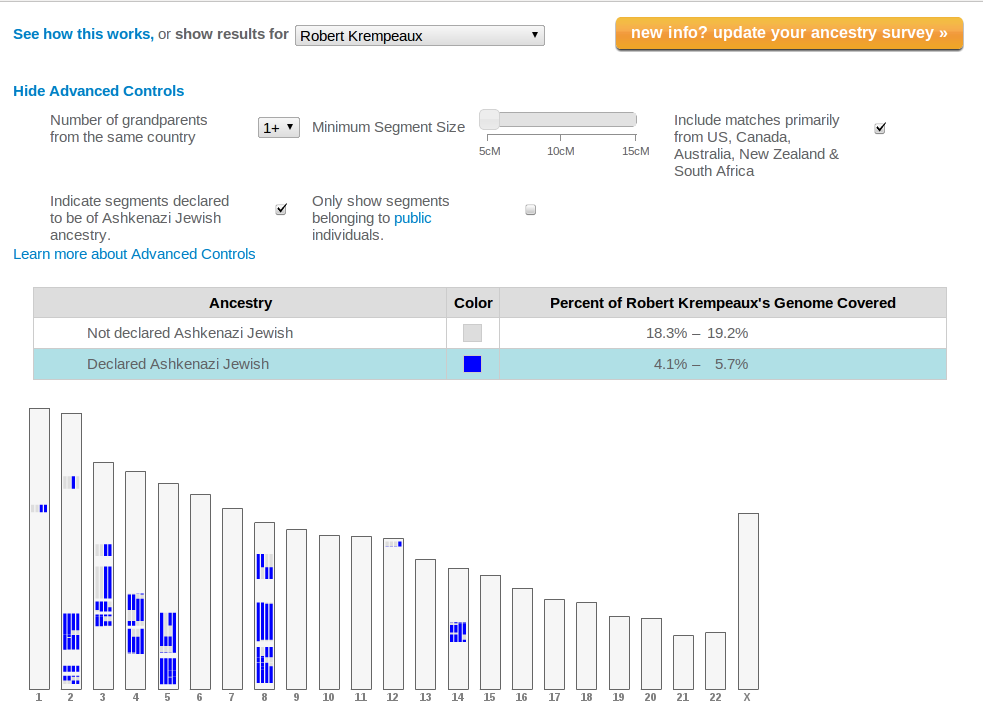 See how this works, or show results for Robert Krempeaux
new info? update your ancestry survey »
Hide Advanced Controls
Number of grandparents
from the same country
1+
Minimum Segment Size
5cM 10cM 15cM
Include matches primarily
from US, Canada,
Australia, New Zealand &
South Africa
Indicate segments declared
to be of Ashkenazi Jewish
ancestry.
Only show segments
belonging to public
individuals.
Learn more about Advanced Controls
Ancestry Color Percent of Robert Krempeaux's Genome Covered
Not declared Ashkenazi Jewish 18.3% – 19.2%
Declared Ashkenazi Jewish 4.1% – 5.7%
1 2 3 4 5 6 7 8 9 10 11 12 13 14 15 16 17 18 19 20 21 22 X